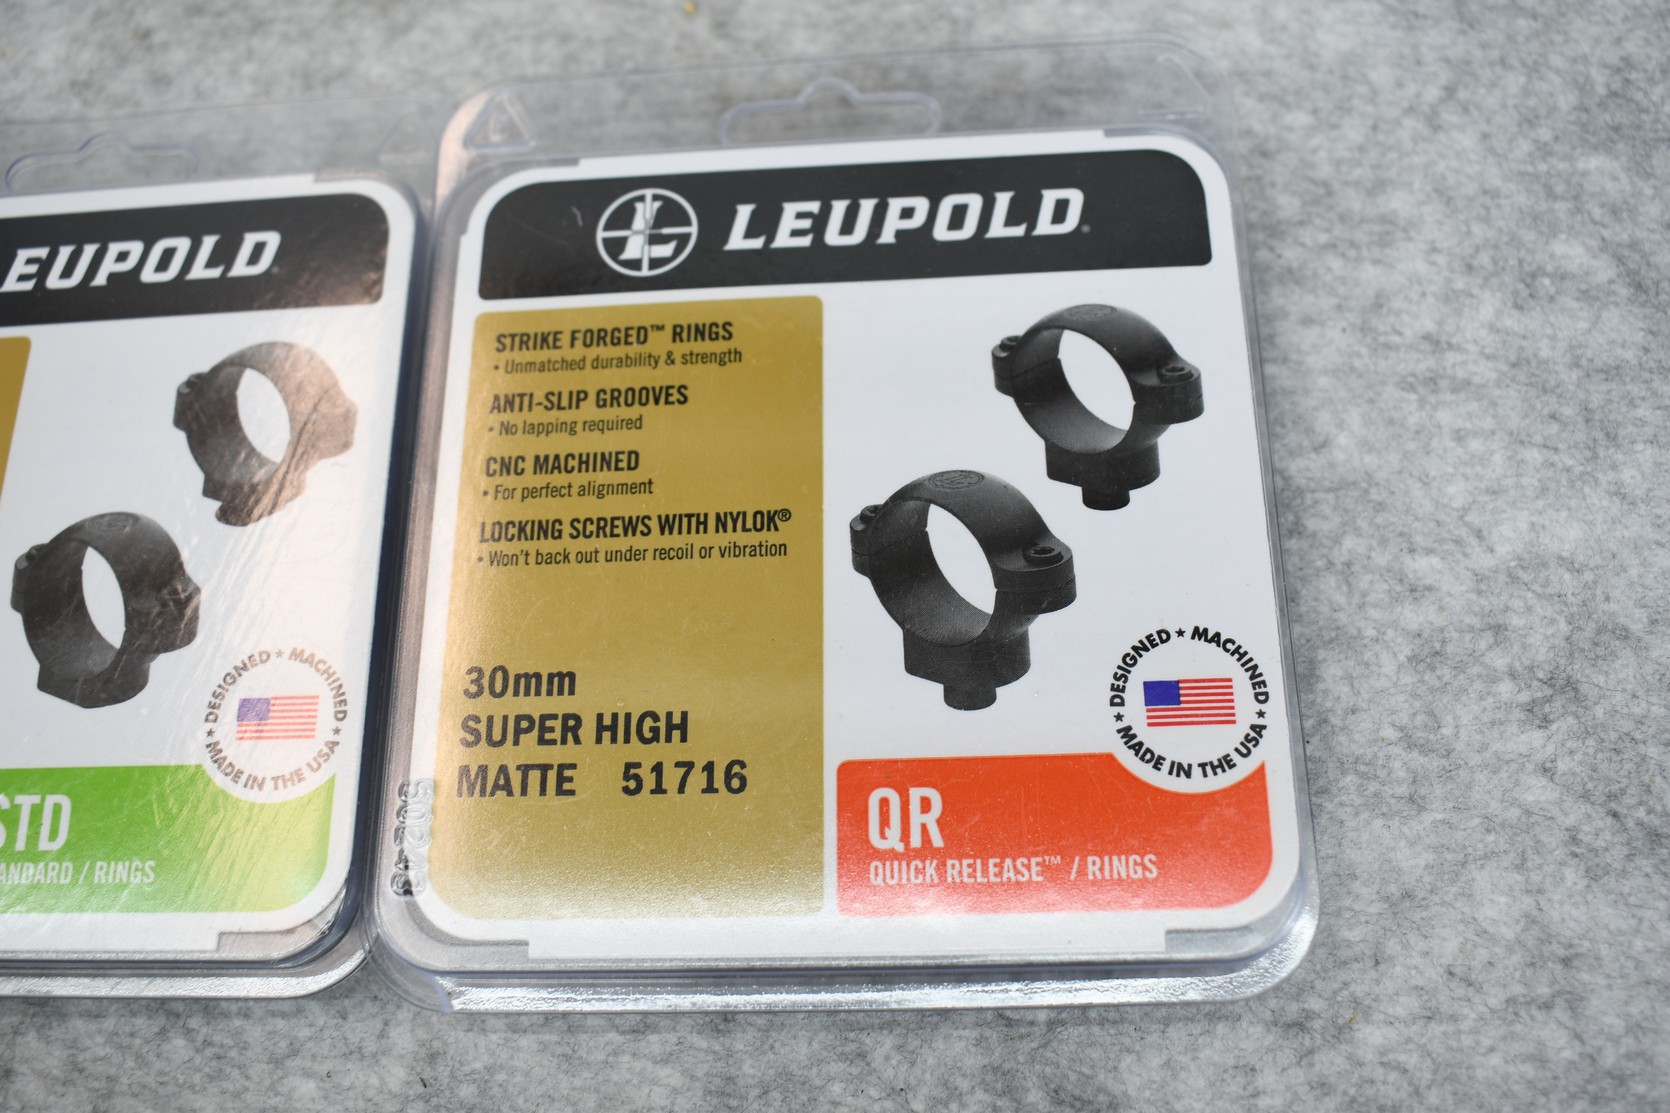 EUPOLD
DESIGNED ★ MACHINED ★ MADE IN THE USA ★
STD
ANDARD / RINGS
LEUPOLD®
STRIKE FORGED™ RINGS
• Unmatched durability & strength
ANTI-SLIP GROOVES
• No lapping required
CNC MACHINED
• For perfect alignment
LOCKING SCREWS WITH NYLOK®
• Won't back out under recoil or vibration
30mm
SUPER HIGH
MATTE 51716
DESIGNED ★ MACHINED ★ MADE IN THE USA ★
QR
QUICK RELEASE™ / RINGS